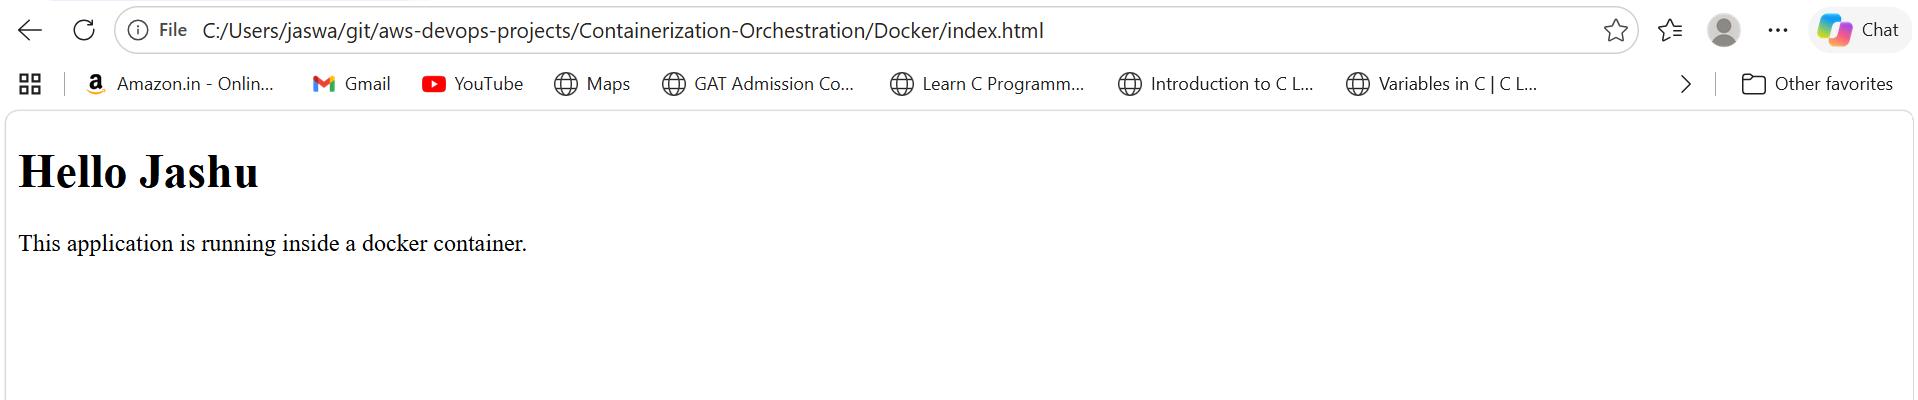 File C:/Users/jaswa/git/aws-devops-projects/Containerization-Orchestration/Docker/index.html Chat
Amazon.in - Onlin... Gmail YouTube Maps GAT Admission Co... Learn C Programm... Introduction to C L... Variables in C | C L... Other favorites
Hello Jashu
This application is running inside a docker container.